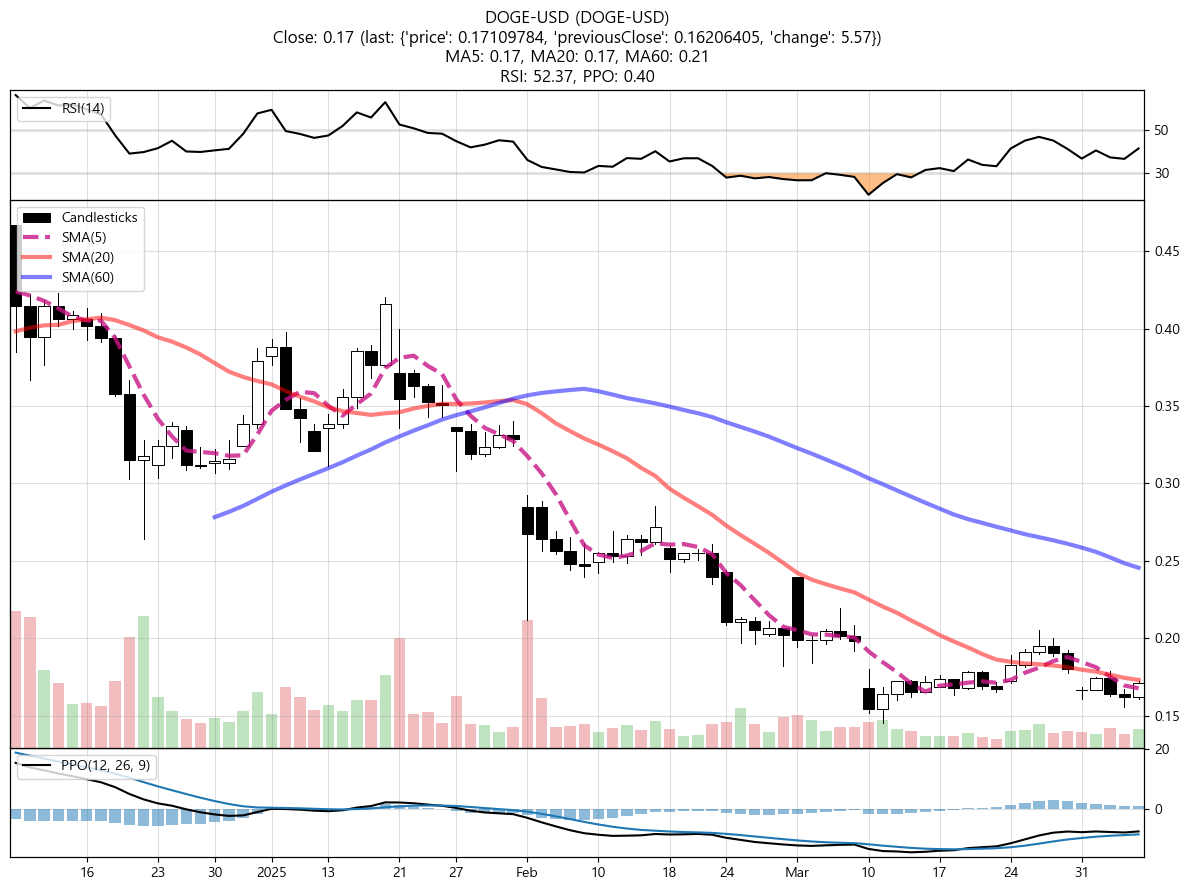 DOGE-USD (DOGE-USD)
Close: 0.17 (last: {'price': 0.17109784, 'previousClose': 0.16206405, 'change': 5.57})
MA5: 0.17, MA20: 0.17, MA60: 0.21
RSI: 52.37, PPO: 0.40
RSI(14)
50
30
Candlesticks
SMA(5)
SMA(20)
SMA(60)
0.45
0.40
0.35
0.30
0.25
0.20
0.15
PPO(12, 26, 9)
20
0
16 23 30 2025 13 21 27 Feb 10 18 24 Mar 10 17 24 31